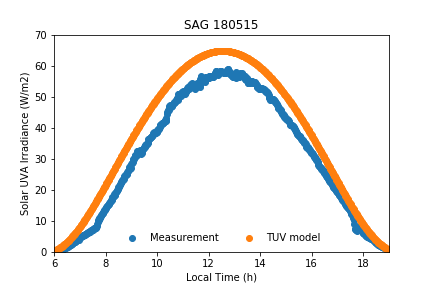 SAG 180515
70
60
50
40
30
20
10
0
Solar UVA Irradiance (W/m2)
Measurement TUV model
6 8 10 12 14 16 18
Local Time (h)